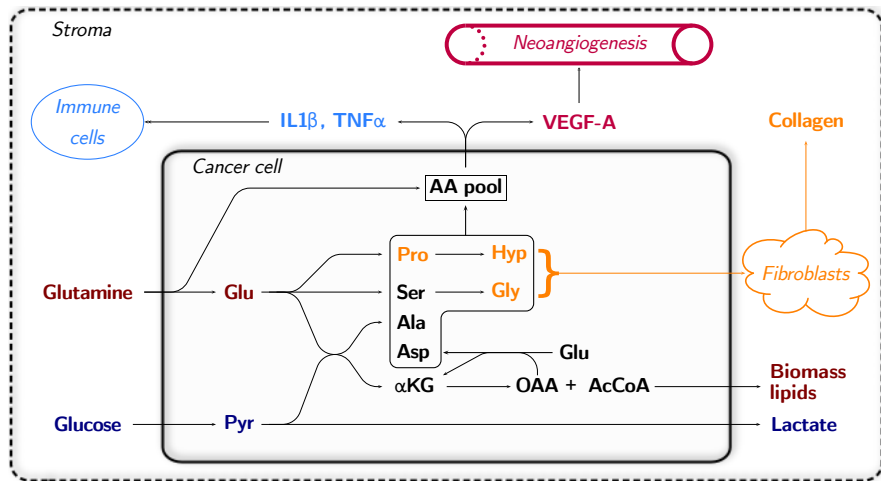 Stroma
Neoangiogenesis
Immune
cells
IL1β, TNFα
VEGF-A
Collagen
Cancer cell
AA pool
Pro
Hyp
Fibroblasts
Glutamine
Glu
Ser
Gly
Ala
Asp
Glu
αKG
OAA + AcCoA
Biomass
lipids
Glucose
Pyr
Lactate